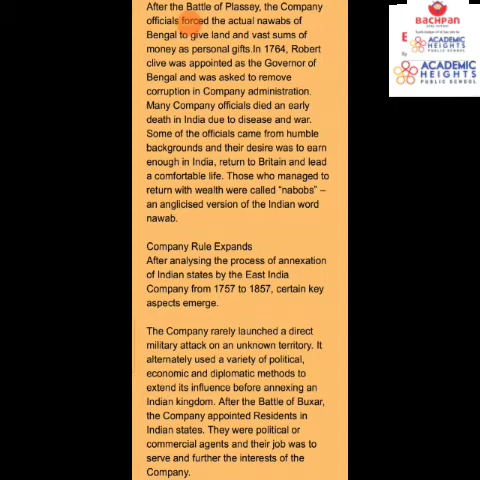 After the Battle of Plassey, the Company
officials forced the actual nawabs of
Bengal to give land and vast sums of
money as personal gifts.In 1764, Robert
clive was appointed as the Governor of
Bengal and was asked to remove
corruption in Company administration.
Many Company officials died an early
death in India due to disease and war.
Some of the officials came from humble
backgrounds and their desire was to earn
enough in India, return to Britain and lead
a comfortable life. Those who managed to
return with wealth were called “nabobs” –
an anglicised version of the Indian word
nawab.
Company Rule Expands
After analysing the process of annexation
of Indian states by the East India
Company from 1757 to 1857, certain key
aspects emerge.
The Company rarely launched a direct
military attack on an unknown territory. It
alternately used a variety of political,
economic and diplomatic methods to
extend its influence before annexing an
Indian kingdom. After the Battle of Buxar,
the Company appointed Residents in
Indian states. They were political or
commercial agents and their job was to
serve and further the interests of the
Company.
BACHPAN
ACADEMIC
HEIGHTS
PUBLIC SCHOOL
ACADEMIC
HEIGHTS
PUBLIC SCHOOL